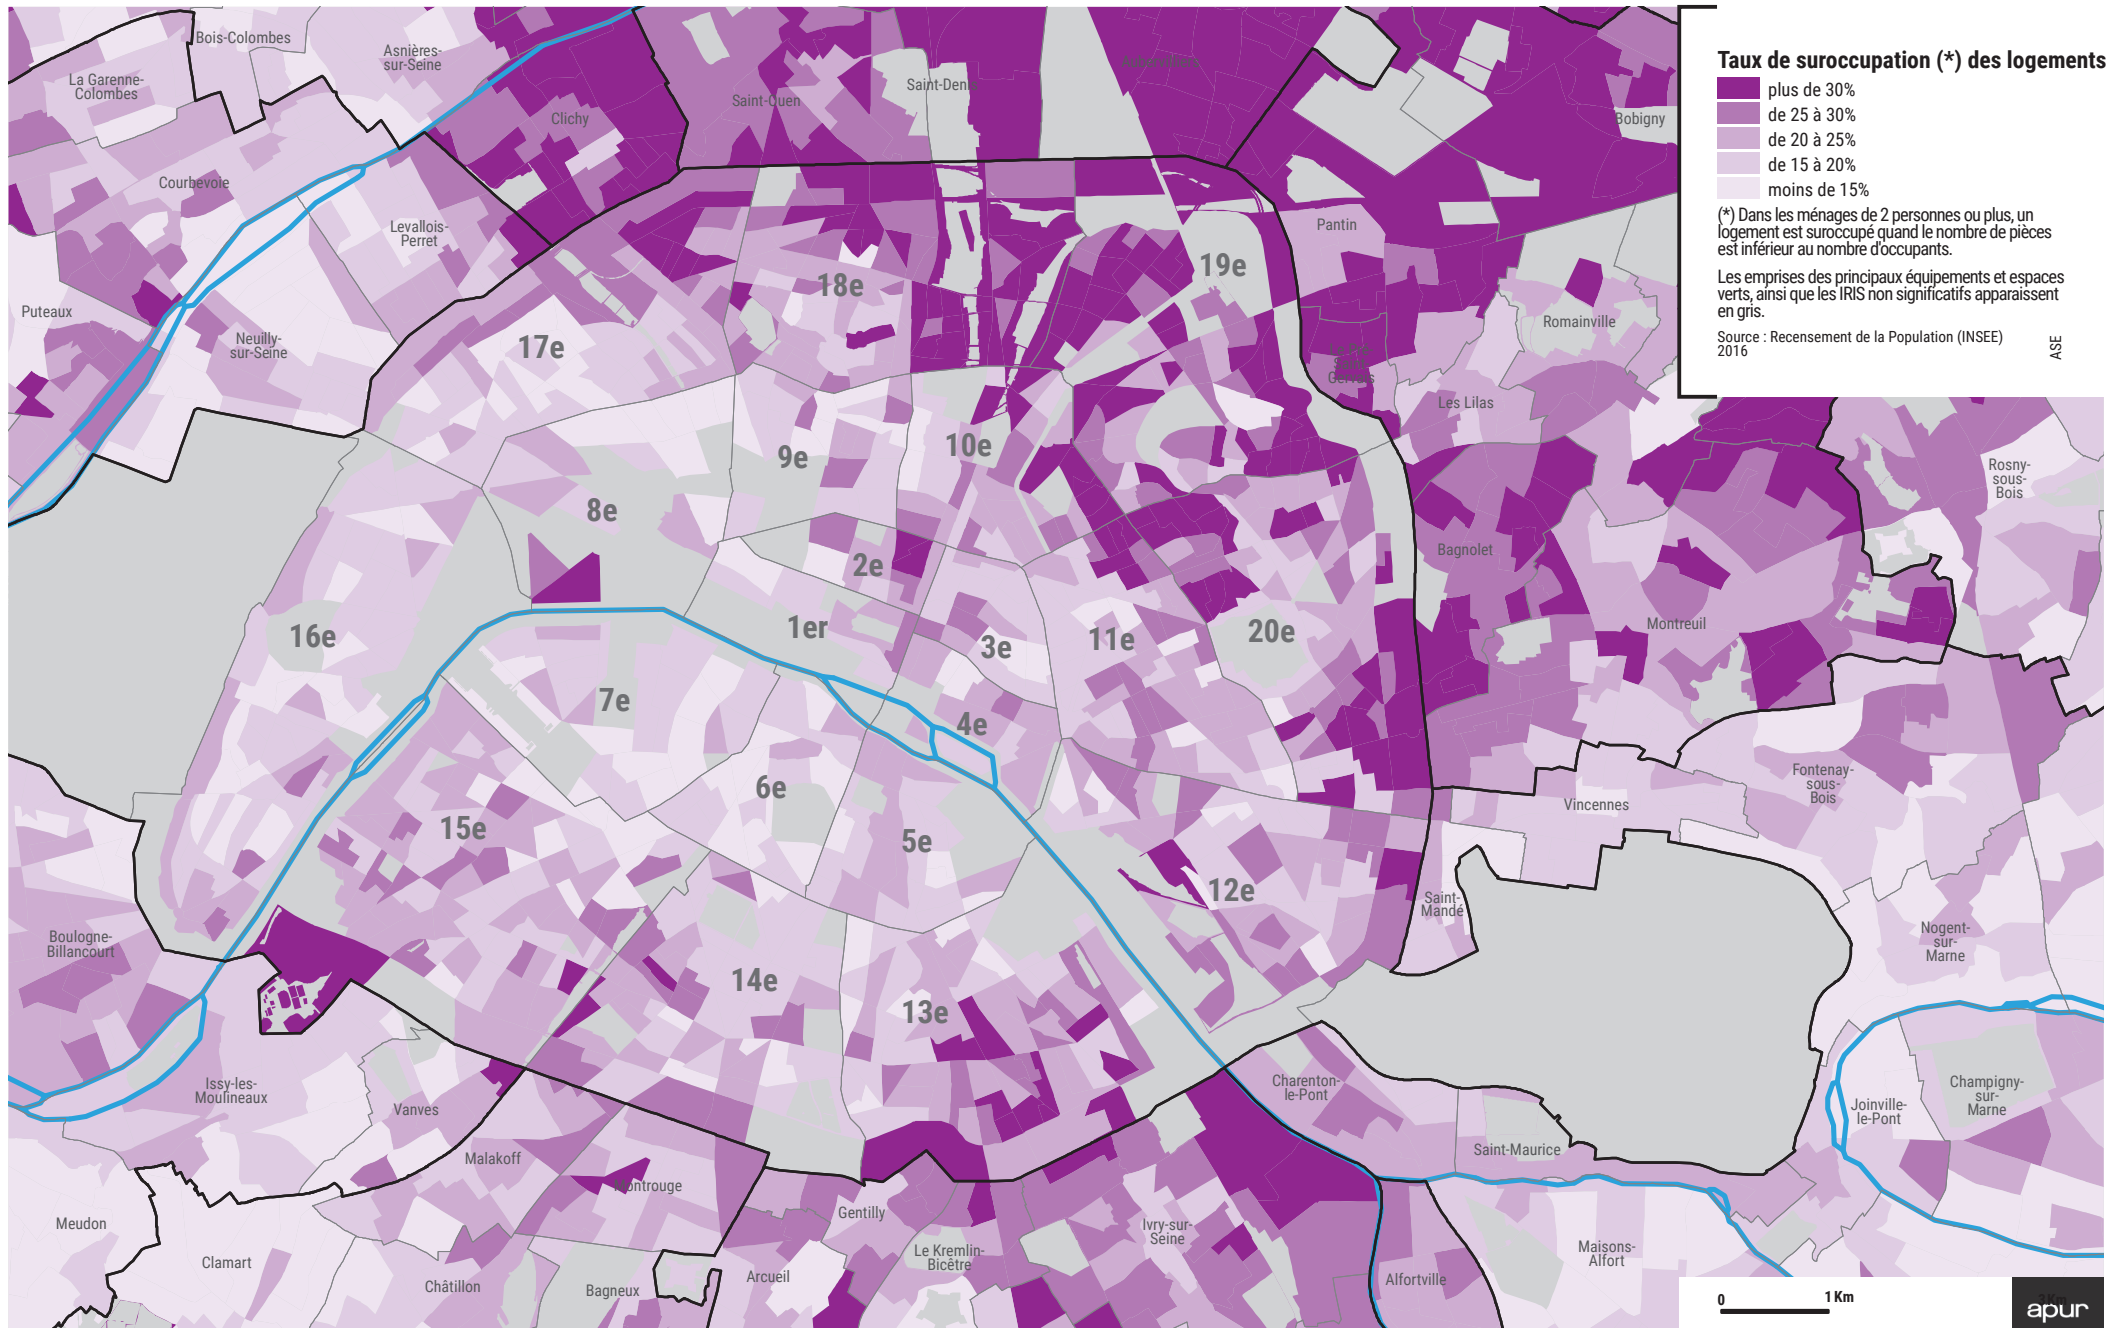 Taux de suroccupation (*) des logements
plus de 30%
de 25 à 30%
de 20 à 25%
de 15 à 20%
moins de 15%
(*) Dans les ménages de 2 personnes ou plus, un
logement est suroccupé quand le nombre de pièces
est inférieur au nombre d'occupants.
Les emprises des principaux équipements et espaces
verts, ainsi que les IRIS non significatifs apparaissent
en gris.
Source : Recensement de la Population (INSEE)
2016
ASE
Bois-Colombes
Asnières-
sur-Seine
La Garenne-
Colombes
Clichy
Saint-Ouen
Saint-Denis
Aubervilliers
Bobigny
Courbevoie
Levallois-
Perret
Pantin
Puteaux
Neuilly-
sur-Seine
17e
18e
19e
Romainville
Le Pré-
Saint-
Gervais
Les Lilas
8e
9e
10e
2e
Bagnolet
Rosny-
sous-
Bois
16e
1er
3e
11e
20e
Montreuil
7e
4e
6e
15e
5e
12e
Vincennes
Fontenay-
sous-
Bois
Saint-
Mandé
Boulogne-
Billancourt
14e
13e
Nogent-
sur-
Marne
Issy-les-
Moulineaux
Vanves
Charenton-
le-Pont
Joinville-
le-Pont
Champigny-
sur-
Marne
Malakoff
Montrouge
Saint-Maurice
Meudon
Clamart
Châtillon
Bagneux
Arcueil
Gentilly
Le Kremlin-
Bicêtre
Ivry-sur-
Seine
Alfortville
Maisons-
Alfort
0 1 Km 3 Km
apur